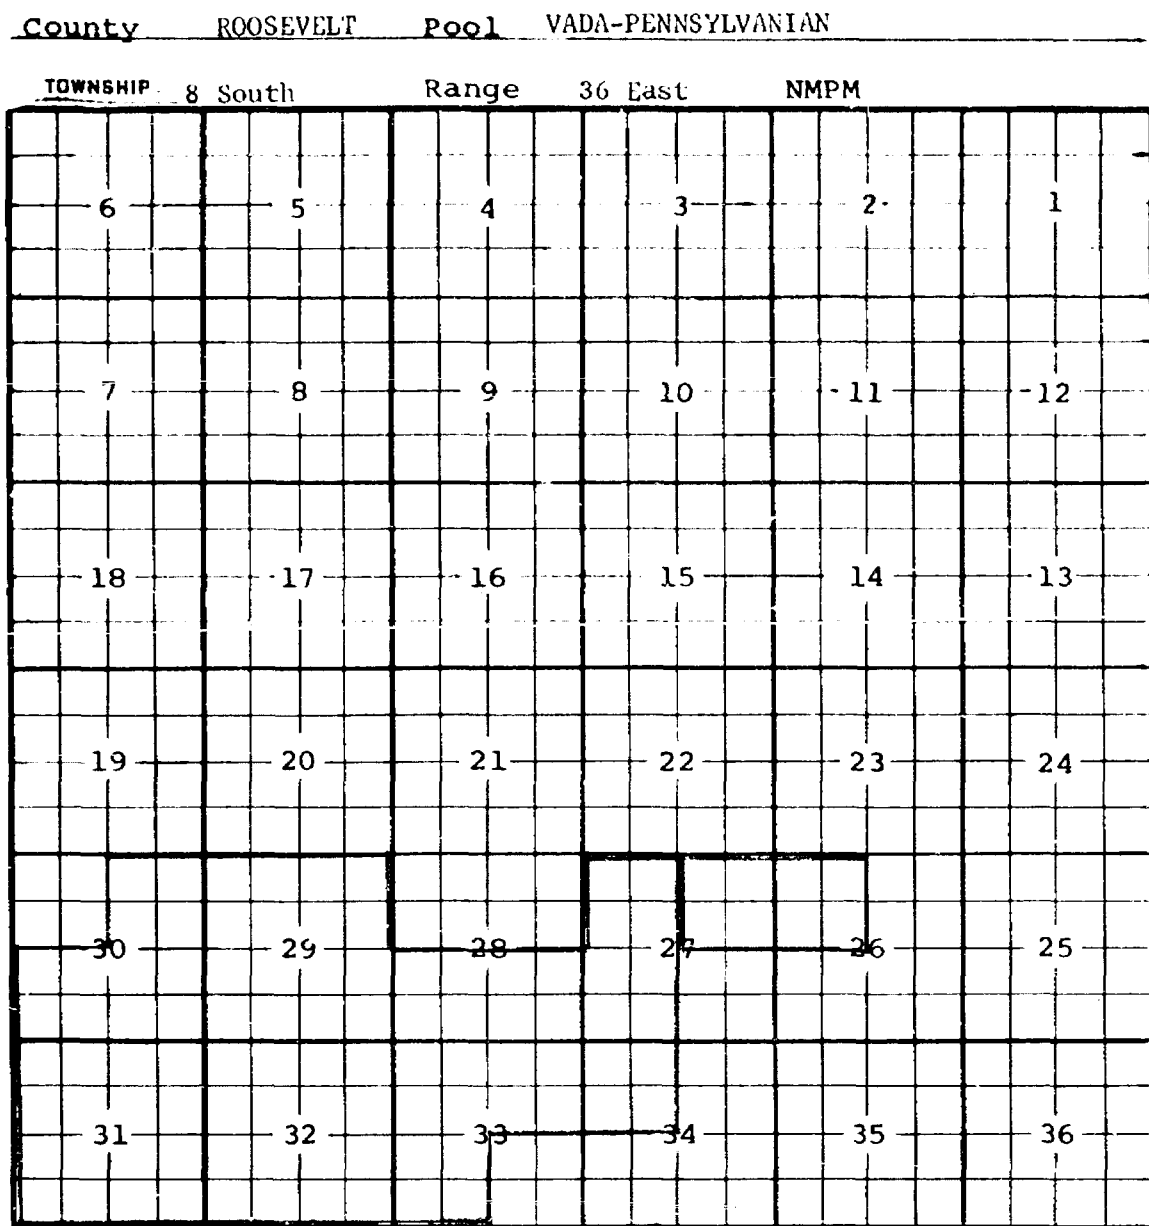 County ROOSEVELT Pool VADA-PENNSYLVANIAN
TOWNSHIP 8 South Range 36 East NMPM
6 5 4 3 2 1
7 8 9 10 11 12
18 17 16 15 14 13
19 20 21 22 23 24
30 29 28 27 26 25
31 32 33 34 35 36